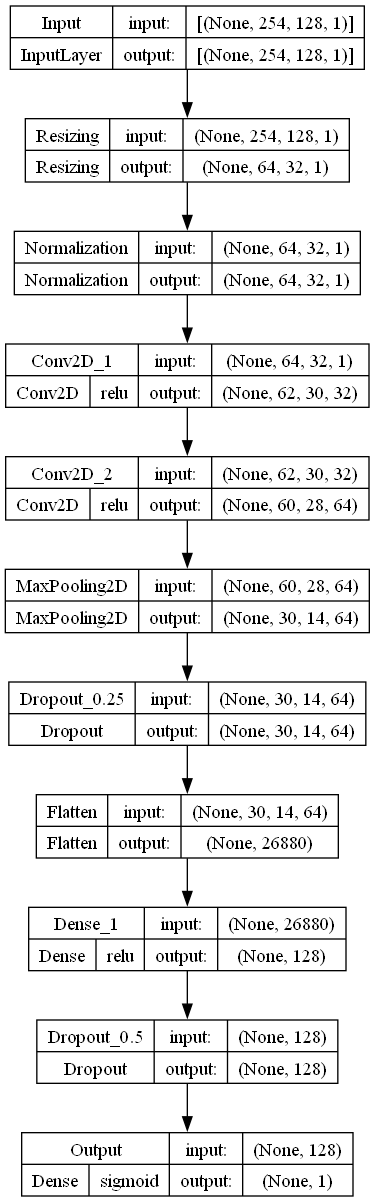 Input input: [(None, 254, 128, 1)]
InputLayer output: [(None, 254, 128, 1)]
Resizing input: (None, 254, 128, 1)
Resizing output: (None, 64, 32, 1)
Normalization input: (None, 64, 32, 1)
Normalization output: (None, 64, 32, 1)
Conv2D_1 input: (None, 64, 32, 1)
Conv2D relu output: (None, 62, 30, 32)
Conv2D_2 input: (None, 62, 30, 32)
Conv2D relu output: (None, 60, 28, 64)
MaxPooling2D input: (None, 60, 28, 64)
MaxPooling2D output: (None, 30, 14, 64)
Dropout_0.25 input: (None, 30, 14, 64)
Dropout output: (None, 30, 14, 64)
Flatten input: (None, 30, 14, 64)
Flatten output: (None, 26880)
Dense_1 input: (None, 26880)
Dense relu output: (None, 128)
Dropout_0.5 input: (None, 128)
Dropout output: (None, 128)
Output input: (None, 128)
Dense sigmoid output: (None, 1)